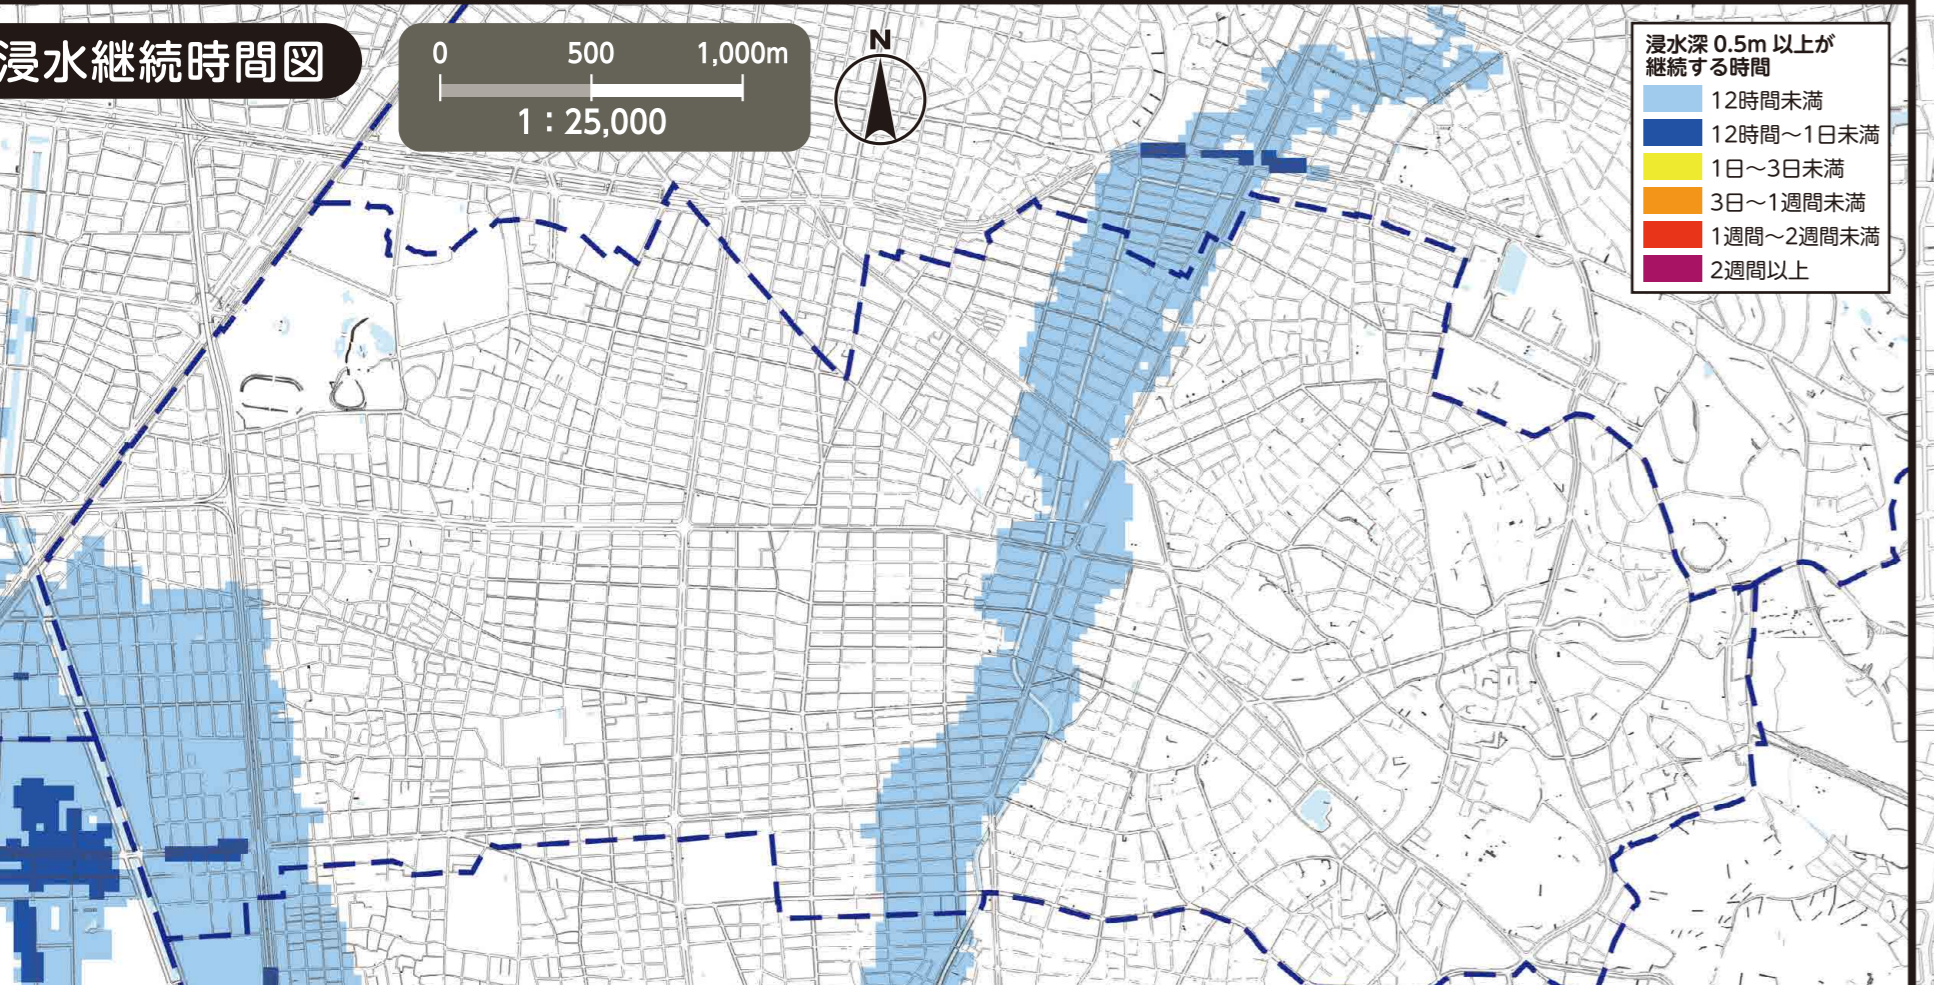 浸水継続時間図
0 500 1,000m
1：25,000
N
浸水深 0.5m 以上が
継続する時間
12時間未満
12時間～1日未満
1日～3日未満
3日～1週間未満
1週間～2週間未満
2週間以上